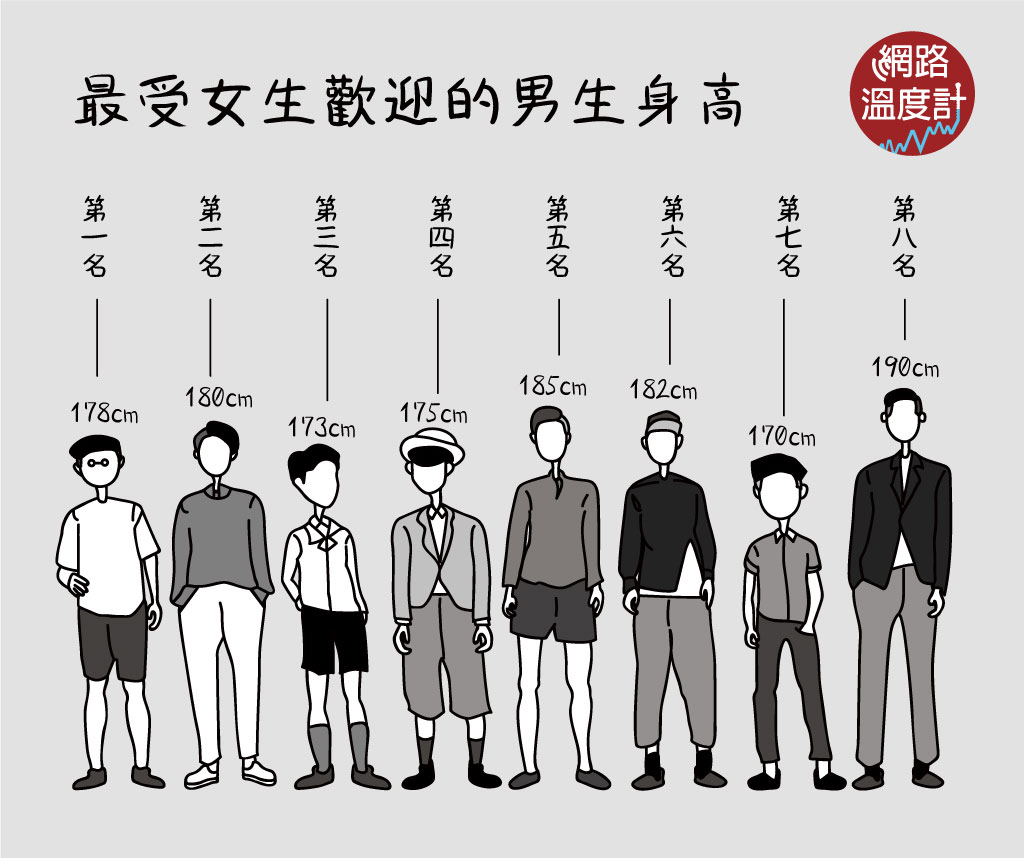 最受女生歡迎的男生身高
網路
溫度計
第一名
第二名
第三名
第四名
第五名
第六名
第七名
第八名
178cm
180cm
173cm
175cm
185cm
182cm
170cm
190cm